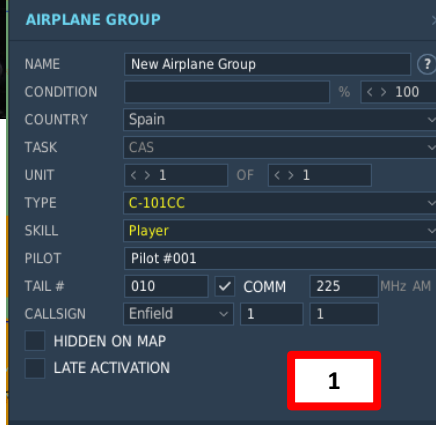 AIRPLANE GROUP
NAME New Airplane Group ?
CONDITION % < > 100
COUNTRY Spain
TASK CAS
UNIT < > 1 OF < > 1
TYPE C-101CC
SKILL Player
PILOT Pilot #001
TAIL # 010 COMM 225 MHz AM
CALLSIGN Enfield 1 1
HIDDEN ON MAP
LATE ACTIVATION
1